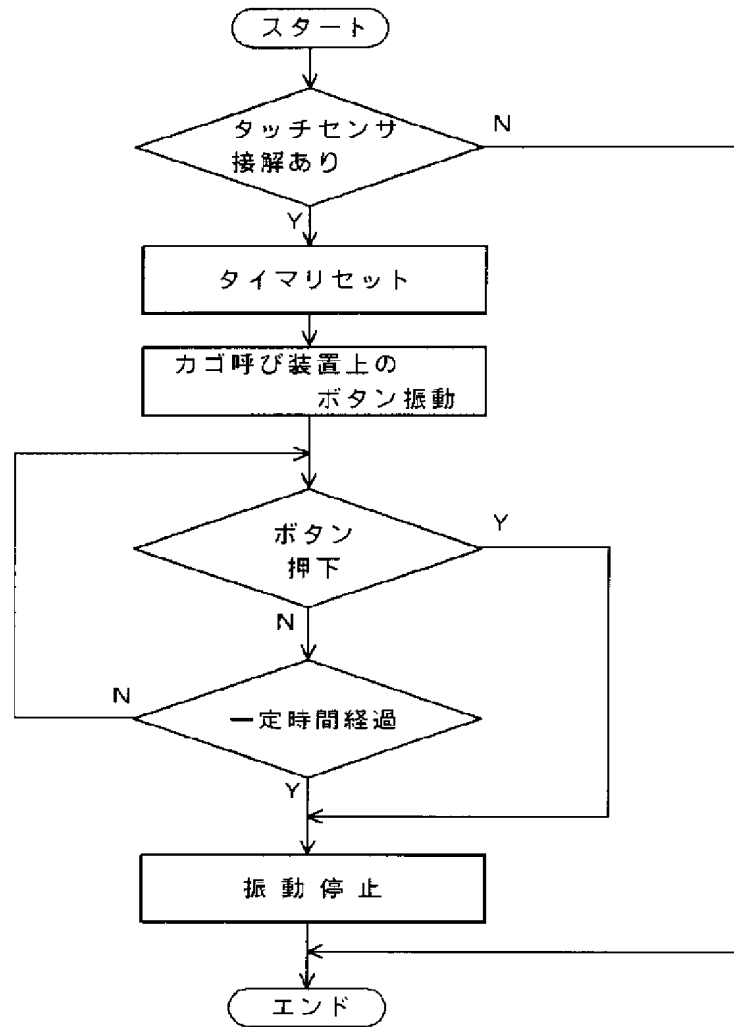 スタート
タッチセンサ
接解あり
N
Y
タイマリセット
カゴ呼び装置上の
ボタン振動
ボタン
押下
Y
N
一定時間経過
N
Y
振動停止
エンド